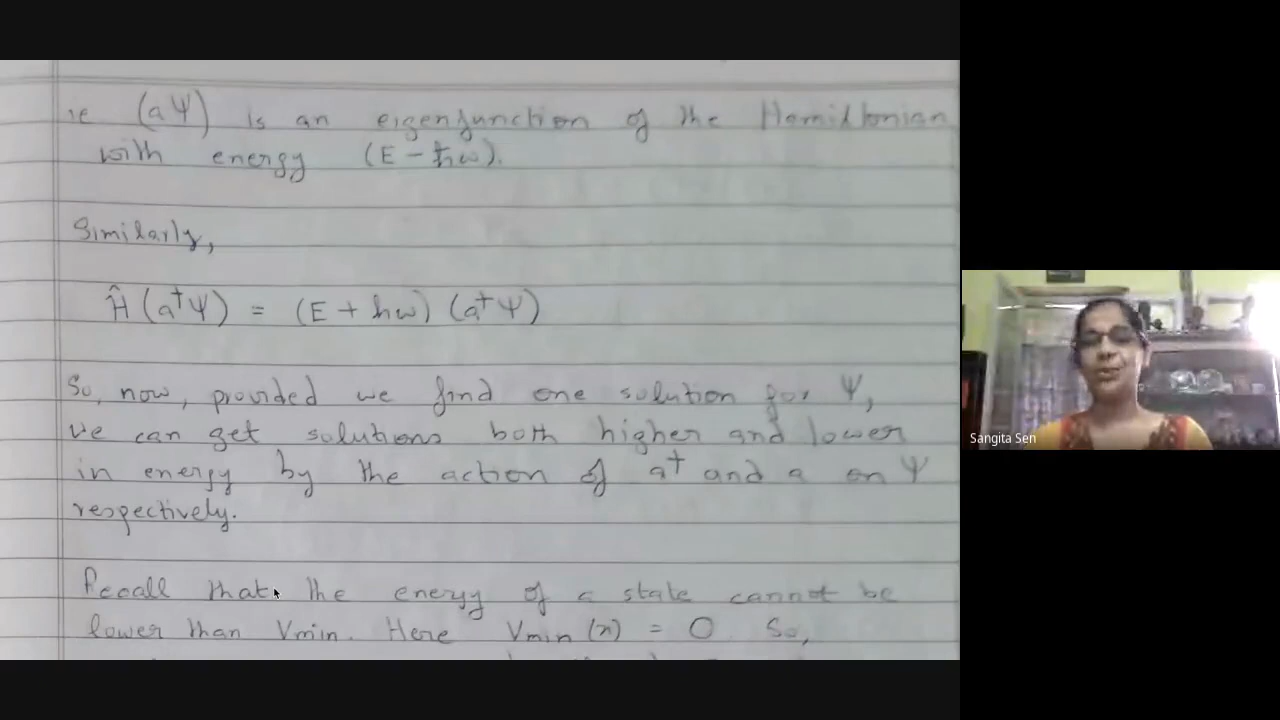 ie (aΨ) is an eigenfunction of the Hamiltonian
with energy (E - ħω).
Similarly,
Ĥ (a†Ψ) = (E + ħω) (a†Ψ)
So, now, provided we find one solution for Ψ,
we can get solutions both higher and lower
in energy by the action of a† and a on Ψ
respectively.
Recall that the energy of a state cannot be
lower than Vmin. Here Vmin (x) = 0. So,
Sangita Sen